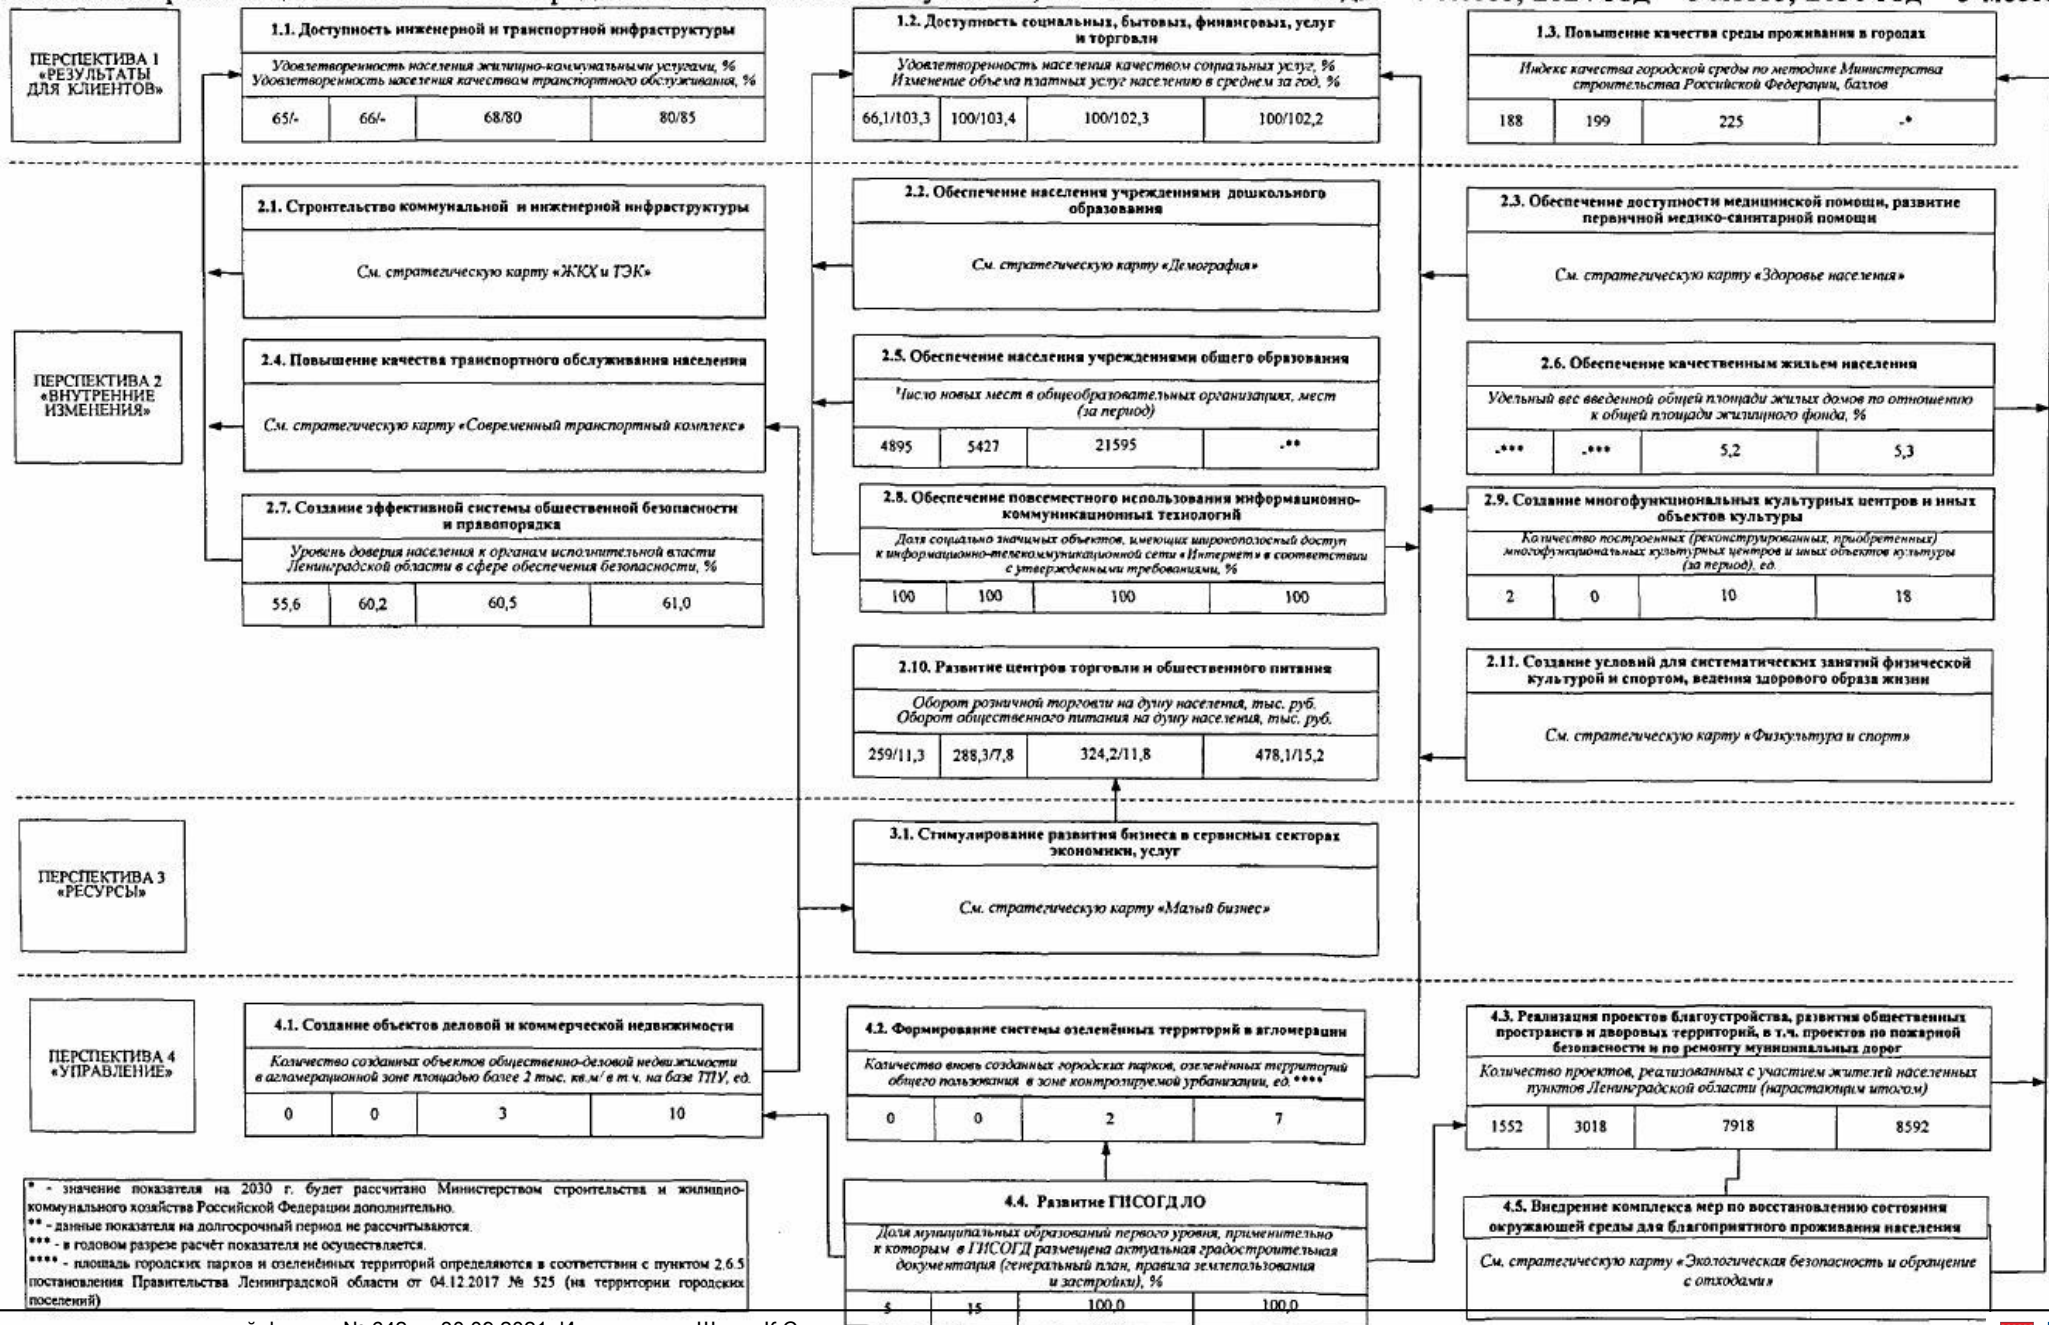 ПЕРСПЕКТИВА 1
«РЕЗУЛЬТАТЫ
ДЛЯ КЛИЕНТОВ»
1.1. Доступность инженерной и транспортной инфраструктуры
Удовлетворенность населения жилищно-коммунальными услугами, %
Удовлетворенность населения качеством транспортного обслуживания, %
65/- 66/- 68/80 80/85
1.2. Доступность социальных, бытовых, финансовых, услуг
и торговли
Удовлетворенность населения качеством социальных услуг, %
Изменение объема платных услуг населению в среднем за год, %
66,1/103,3 100/103,4 100/102,3 100/102,2
1.3. Повышение качества среды проживания в городах
Индекс качества городской среды по методике Министерства
строительства Российской Федерации, баллов
188 199 225 -*
ПЕРСПЕКТИВА 2
«ВНУТРЕННИЕ
ИЗМЕНЕНИЯ»
2.1. Строительство коммунальной и инженерной инфраструктуры
См. стратегическую карту «ЖКХ и ТЭК»
2.2. Обеспечение населения учреждениями дошкольного
образования
См. стратегическую карту «Демография»
2.3. Обеспечение доступности медицинской помощи, развитие
первичной медико-санитарной помощи
См. стратегическую карту «Здоровье населения»
2.4. Повышение качества транспортного обслуживания населения
См. стратегическую карту «Современный транспортный комплекс»
2.5. Обеспечение населения учреждениями общего образования
Число новых мест в общеобразовательных организациях, мест
(за период)
4895 5427 21595 -**
2.6. Обеспечение качественным жильем населения
Удельный вес введенной общей площади жилых домов по отношению
к общей площади жилищного фонда, %
-*** -*** 5,2 5,3
2.7. Создание эффективной системы общественной безопасности
и правопорядка
Уровень доверия населения к органам исполнительной власти
Ленинградской области в сфере обеспечения безопасности, %
55,6 60,2 60,5 61,0
2.8. Обеспечение повсеместного использования информационно-
коммуникационных технологий
Доля социально значимых объектов, имеющих широкополосный доступ
к информационно-телекоммуникационной сети «Интернет» в соответствии
с утвержденными требованиями, %
100 100 100 100
2.9. Создание многофункциональных культурных центров и иных
объектов культуры
Количество построенных (реконструированных, приобретенных)
многофункциональных культурных центров и иных объектов культуры
(за период), ед.
2 0 10 18
2.10. Развитие центров торговли и общественного питания
Оборот розничной торговли на душу населения, тыс. руб.
Оборот общественного питания на душу населения, тыс. руб.
259/11,3 288,3/7,8 324,2/11,8 478,1/15,2
2.11. Создание условий для систематических занятий физической
культурой и спортом, ведения здорового образа жизни
См. стратегическую карту «Физкультура и спорт»
ПЕРСПЕКТИВА 3
«РЕСУРСЫ»
3.1. Стимулирование развития бизнеса в сервисных секторах
экономики, услуг
См. стратегическую карту «Малый бизнес»
ПЕРСПЕКТИВА 4
«УПРАВЛЕНИЕ»
4.1. Создание объектов деловой и коммерческой недвижимости
Количество созданных объектов общественно-деловой недвижимости
в агламерационной зоне площадью более 2 тыс. кв.м/ в т ч. на базе ТПУ, ед.
0 0 3 10
4.2. Формирование системы озеленённых территорий в агломерации
Количество вновь созданных городских парков, озеленённых территорий
общего пользования в зоне контролируемой урбанизации, ед. ****
0 0 2 7
4.3. Реализация проектов благоустройства, развития общественных
пространств и дворовых территорий, в т.ч. проектов по пожарной
безопасности и по ремонту муниципальных дорог
Количество проектов, реализованных с участием жителей населенных
пунктов Ленинградской области (нарастающим итогом)
1552 3018 7918 8592
4.4. Развитие ГИСОГД ЛО
Доля муниципальных образований первого уровня, применительно
к которым в ГИСОГД размещена актуальная градостроительная
документация (генеральный план, правила землепользования
и застройки), %
5 15 100,0 100,0
4.5. Внедрение комплекса мер по восстановлению состояния
окружающей среды для благоприятного проживания населения
См. стратегическую карту «Экологическая безопасность и обращение
с отходами»
* - значение показателя на 2030 г. будет рассчитано Министерством строительства и жилищно-
коммунального хозяйства Российской Федерации дополнительно.
** - данные показателя на долгосрочный период не рассчитываются.
*** - в годовом разрезе расчёт показателя не осуществляется.
**** - площадь городских парков и озеленённых территорий определяются в соответствии с пунктом 2.6.5
постановления Правительства Ленинградской области от 04.12.2017 № 525 (на территории городских
поселений)